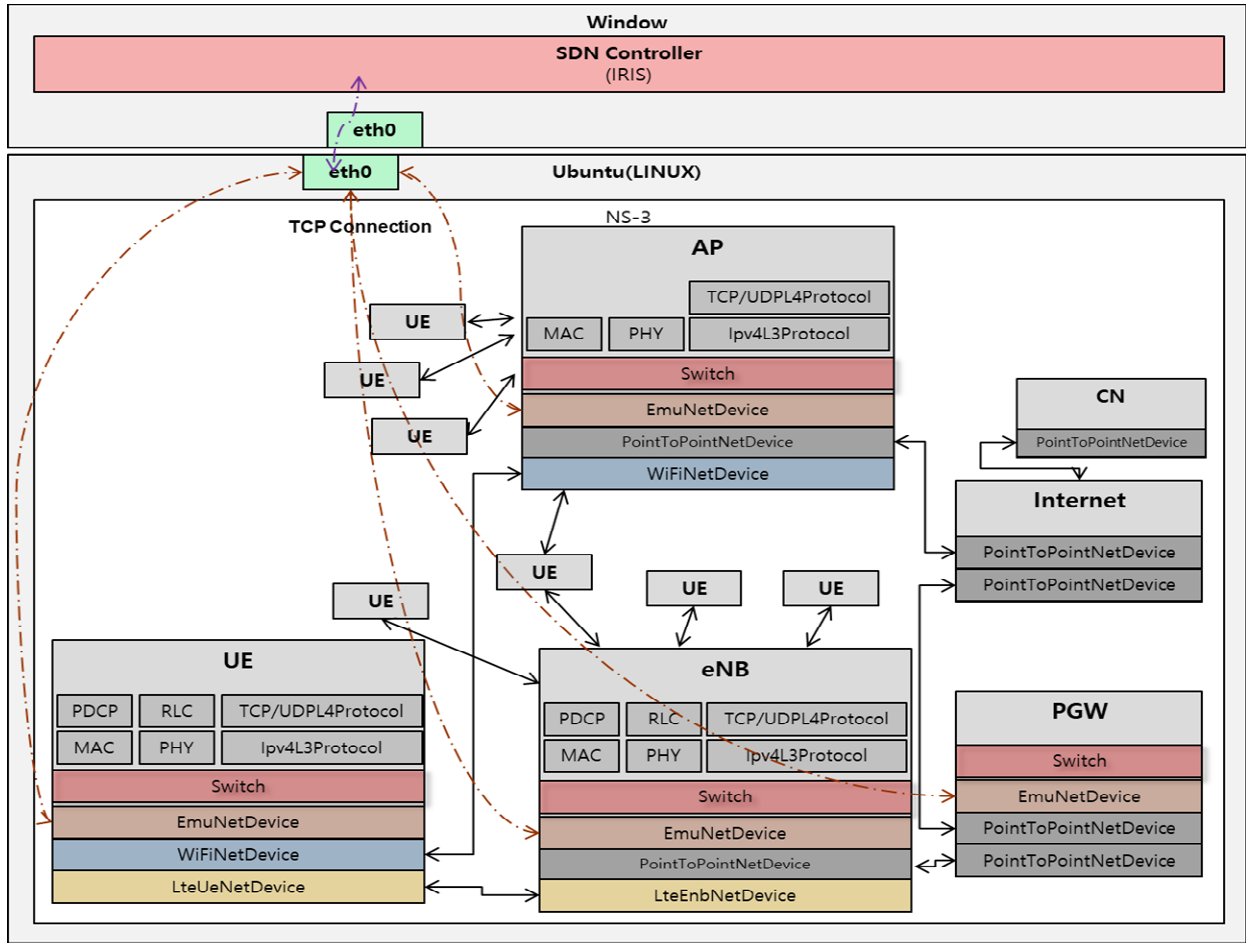 Window
SDN Controller
(IRIS)
eth0
eth0
Ubuntu(LINUX)
TCP Connection
NS-3
AP
TCP/UDPL4Protocol
MAC
PHY
Ipv4L3Protocol
Switch
EmuNetDevice
PointToPointNetDevice
WiFiNetDevice
UE
UE
UE
CN
PointToPointNetDevice
Internet
PointToPointNetDevice
PointToPointNetDevice
UE
UE
UE
UE
UE
PDCP
RLC
TCP/UDPL4Protocol
MAC
PHY
Ipv4L3Protocol
Switch
EmuNetDevice
WiFiNetDevice
LteUeNetDevice
eNB
PDCP
RLC
TCP/UDPL4Protocol
MAC
PHY
Ipv4L3Protocol
Switch
EmuNetDevice
PointToPointNetDevice
LteEnbNetDevice
PGW
Switch
EmuNetDevice
PointToPointNetDevice
PointToPointNetDevice